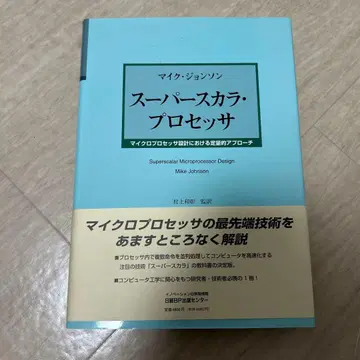 マイク・ジョンソン
スーパースカラ・
プロセッサ
マイクロプロセッサ設計における定量的アプローチ
Superscalar Microprocessor Design
Mike Johnson
村上和彰 監訳
マイクロプロセッサの最先端技術を
あますところなく解説
■プロセッサ内で複数命令を並列処理してコンピュータを高速化する
注目の技術「スーパースカラ」の教科書の決定版。
■コンピュータ工学に関心をもつ研究者・技術者必携の1冊!
日経BP出版センター